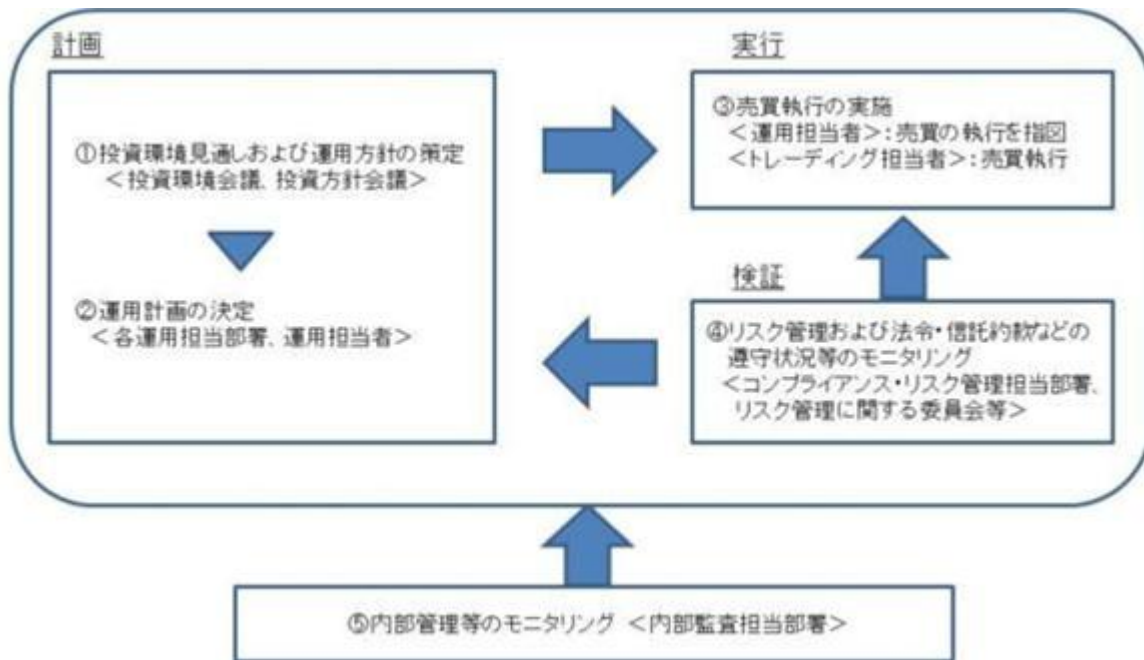 計画
①投資環境見通しおよび運用方針の策定
＜投資環境会議、投資方針会議＞
②運用計画の決定
＜各運用担当部署、運用担当者＞
実行
③売買執行の実施
＜運用担当者＞：売買の執行を指図
＜トレーディング担当者＞：売買執行
検証
④リスク管理および法令・信託約款などの
遵守状況等のモニタリング
＜コンプライアンス・リスク管理担当部署、
リスク管理に関する委員会等＞
⑤内部管理等のモニタリング ＜内部監査担当部署＞